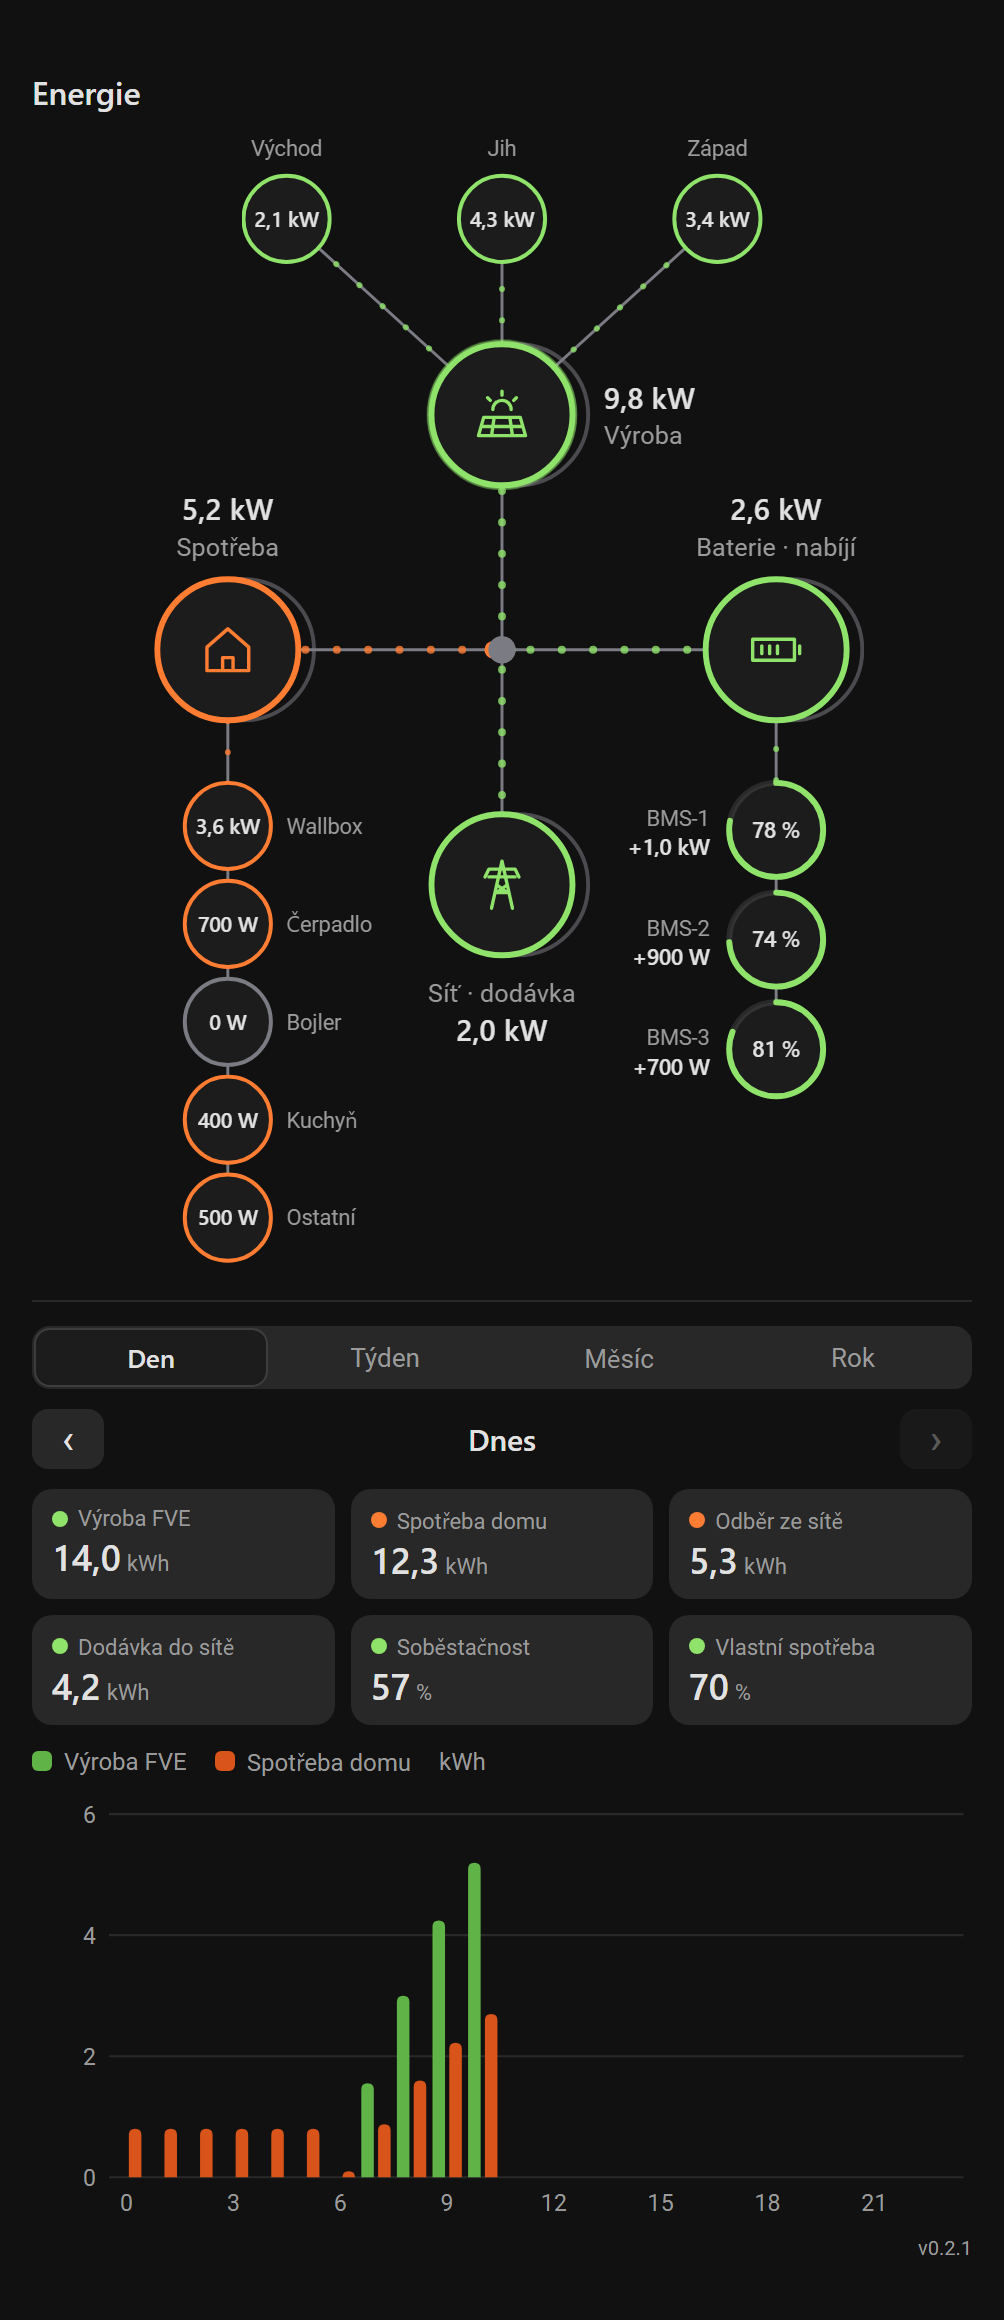 Energie
Východ
Jih
Západ
2,1 kW
4,3 kW
3,4 kW
9,8 kW
Výroba
5,2 kW
Spotřeba
2,6 kW
Baterie · nabíjí
3,6 kW
Wallbox
700 W
Čerpadlo
0 W
Bojler
400 W
Kuchyň
500 W
Ostatní
Síť · dodávka
2,0 kW
BMS-1
+1,0 kW
78 %
BMS-2
+900 W
74 %
BMS-3
+700 W
81 %
Den
Týden
Měsíc
Rok
‹
Dnes
›
Výroba FVE
14,0 kWh
Spotřeba domu
12,3 kWh
Odběr ze sítě
5,3 kWh
Dodávka do sítě
4,2 kWh
Soběstačnost
57 %
Vlastní spotřeba
70 %
Výroba FVE
Spotřeba domu
kWh
6
4
2
0
0 3 6 9 12 15 18 21
v0.2.1